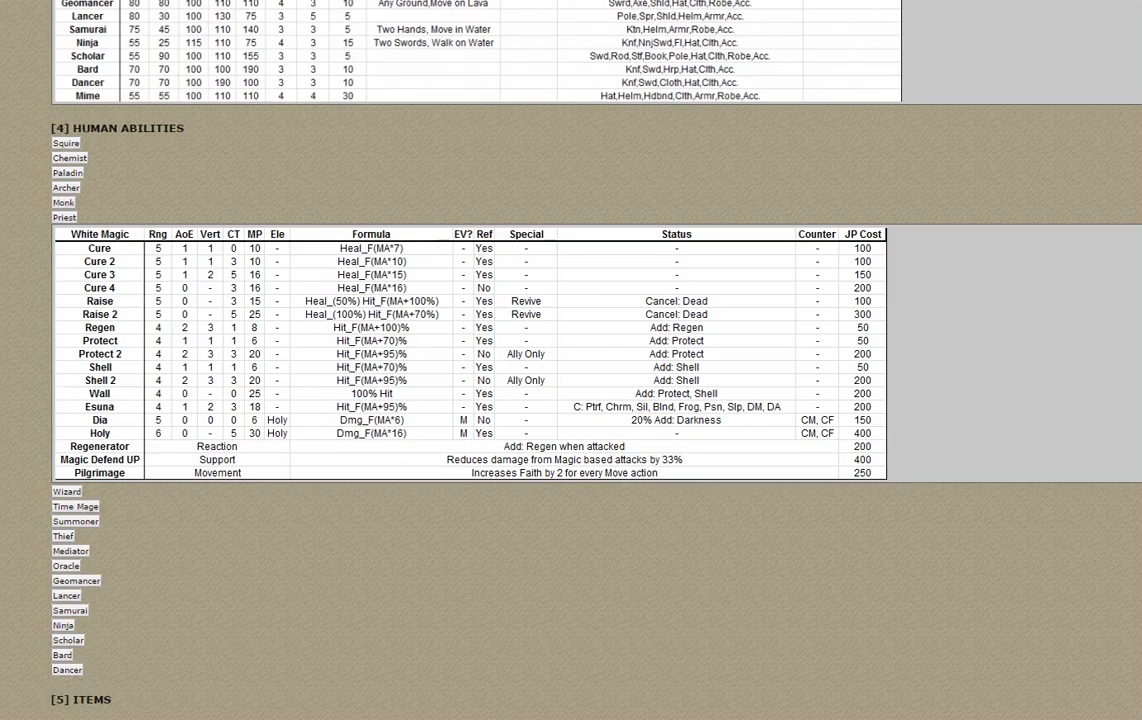 Geomancer 80 80 100 110 110 4 3 10 Any Ground,Move on Lava Swrd,Axe,Shld,Hat,Clth,Robe,Acc.
Lancer 80 30 100 130 75 3 5 5 Pole,Spr,Shld,Helm,Armr,Acc.
Samurai 75 45 100 110 140 3 3 5 Two Hands, Move in Water Ktn,Helm,Armr,Robe,Acc.
Ninja 55 25 115 110 75 4 3 15 Two Swords, Walk on Water Knf,NnjSwd,Fl,Hat,Clth,Acc.
Scholar 55 90 100 110 155 3 3 5 Swd,Rod,Stf,Book,Pole,Hat,Clth,Robe,Acc.
Bard 70 70 100 100 190 3 3 10 Knf,Swd,Hrp,Hat,Clth,Acc.
Dancer 70 70 100 190 100 3 3 10 Knf,Swd,Cloth,Hat,Clth,Acc.
Mime 55 55 100 110 110 4 4 30 Hat,Helm,Hdbnd,Clth,Armr,Robe,Acc.
[4] HUMAN ABILITIES
Squire
Chemist
Paladin
Archer
Monk
Priest
White Magic Rng AoE Vert CT MP Ele Formula EV? Ref Special Status Counter JP Cost
Cure 5 1 1 0 10 - Heal_F(MA*7) - Yes - - - 100
Cure 2 5 1 1 3 10 - Heal_F(MA*10) - Yes - - - 100
Cure 3 5 1 2 5 16 - Heal_F(MA*15) - Yes - - - 150
Cure 4 5 0 - 3 16 - Heal_F(MA*16) - No - - - 200
Raise 5 0 - 3 15 - Heal_(50%) Hit_F(MA+100%) - Yes Revive Cancel: Dead - 100
Raise 2 5 0 - 5 25 - Heal_(100%) Hit_F(MA+70%) - Yes Revive Cancel: Dead - 300
Regen 4 2 3 1 8 - Hit_F(MA+100)% - Yes - Add: Regen - 50
Protect 4 1 1 1 6 - Hit_F(MA+70)% - Yes - Add: Protect - 50
Protect 2 4 2 3 3 20 - Hit_F(MA+95)% - No Ally Only Add: Protect - 200
Shell 4 1 1 1 6 - Hit_F(MA+70)% - Yes - Add: Shell - 50
Shell 2 4 2 3 3 20 - Hit_F(MA+95)% - No Ally Only Add: Shell - 200
Wall 4 0 - 0 25 - 100% Hit - Yes - Add: Protect, Shell - 200
Esuna 4 1 2 3 18 - Hit_F(MA+95)% - Yes - C: Ptrf, Chrm, Sil, Blnd, Frog, Psn, Slp, DM, DA - 200
Dia 5 0 0 0 6 Holy Dmg_F(MA*6) M No - 20% Add: Darkness CM, CF 150
Holy 6 0 - 5 30 Holy Dmg_F(MA*16) M Yes - - CM, CF 400
Regenerator Reaction Add: Regen when attacked 200
Magic Defend UP Support Reduces damage from Magic based attacks by 33% 400
Pilgrimage Movement Increases Faith by 2 for every Move action 250
Wizard
Time Mage
Summoner
Thief
Mediator
Oracle
Geomancer
Lancer
Samurai
Ninja
Scholar
Bard
Dancer
[5] ITEMS